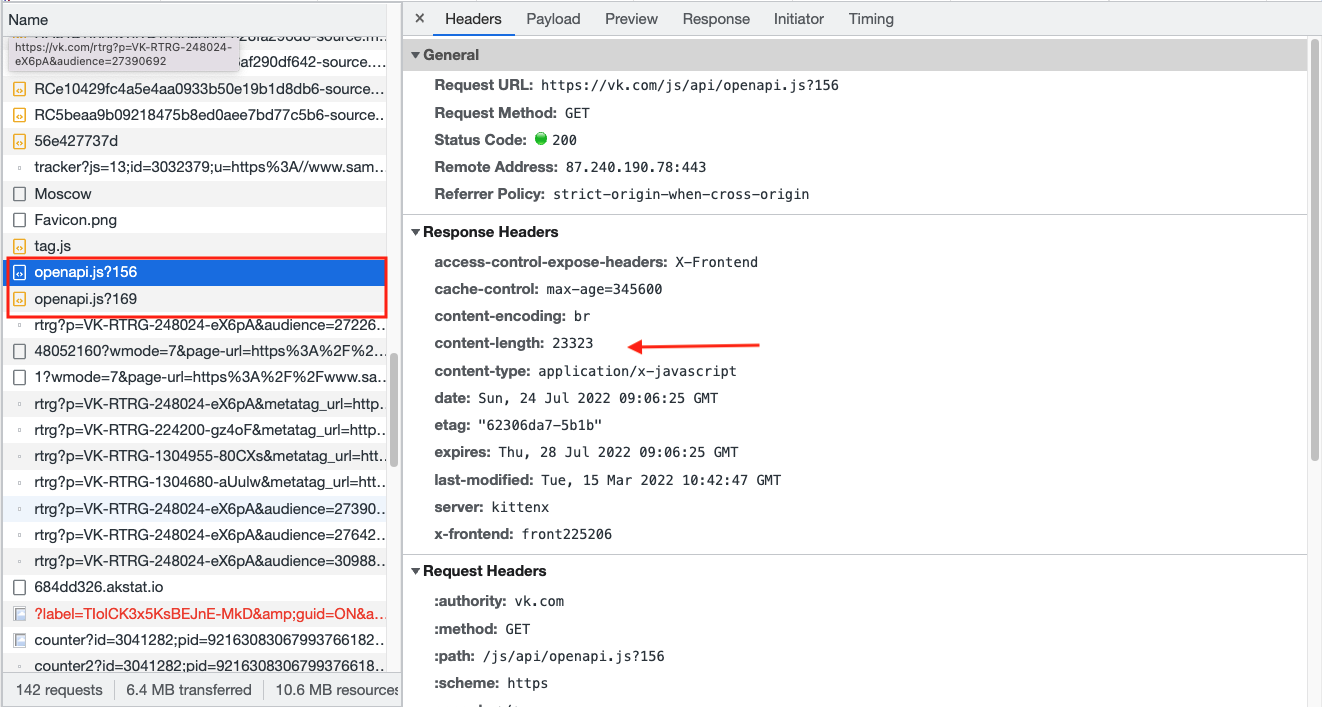 Name
https://vk.com/rtrg?p=VK-RTRG-248024-
eX6pA&audience=27390692
af290df642-source....
RCe10429fc4a5e4aa0933b50e19b1d8db6-source...
RC5beaa9b09218475b8ed0aee7bd77c5b6-source..
56e427737d
tracker?js=13;id=3032379;u=https%3A//www.sam...
Moscow
Favicon.png
tag.js
openapi.js?156
openapi.js?169
rtrg?p=VK-RTRG-248024-eX6pA&audience=27226..
48052160?wmode=7&page-url=https%3A%2F%2...
1?wmode=7&page-url=https%3A%2F%2Fwww.sa...
rtrg?p=VK-RTRG-248024-eX6pA&metatag_url=http...
rtrg?p=VK-RTRG-224200-gz4oF&metatag_url=http...
rtrg?p=VK-RTRG-1304955-80CXs&metatag_url=htt...
rtrg?p=VK-RTRG-1304680-aUulw&metatag_url=htt...
rtrg?p=VK-RTRG-248024-eX6pA&audience=27390...
rtrg?p=VK-RTRG-248024-eX6pA&audience=27642...
rtrg?p=VK-RTRG-248024-eX6pA&audience=30988...
684dd326.akstat.io
?label=TIolCK3x5KsBEJnE-MkD&amp;guid=ON&a...
counter?id=3041282;pid=92163083067993766182...
counter2?id=3041282;pid=9216308306799376618...
142 requests
6.4 MB transferred
10.6 MB resources
× Headers Payload Preview Response Initiator Timing
General
Request URL: https://vk.com/js/api/openapi.js?156
Request Method: GET
Status Code: 200
Remote Address: 87.240.190.78:443
Referrer Policy: strict-origin-when-cross-origin
Response Headers
access-control-expose-headers: X-Frontend
cache-control: max-age=345600
content-encoding: br
content-length: 23323
content-type: application/x-javascript
date: Sun, 24 Jul 2022 09:06:25 GMT
etag: "62306da7-5b1b"
expires: Thu, 28 Jul 2022 09:06:25 GMT
last-modified: Tue, 15 Mar 2022 10:42:47 GMT
server: kittenx
x-frontend: front225206
Request Headers
:authority: vk.com
:method: GET
:path: /js/api/openapi.js?156
:scheme: https